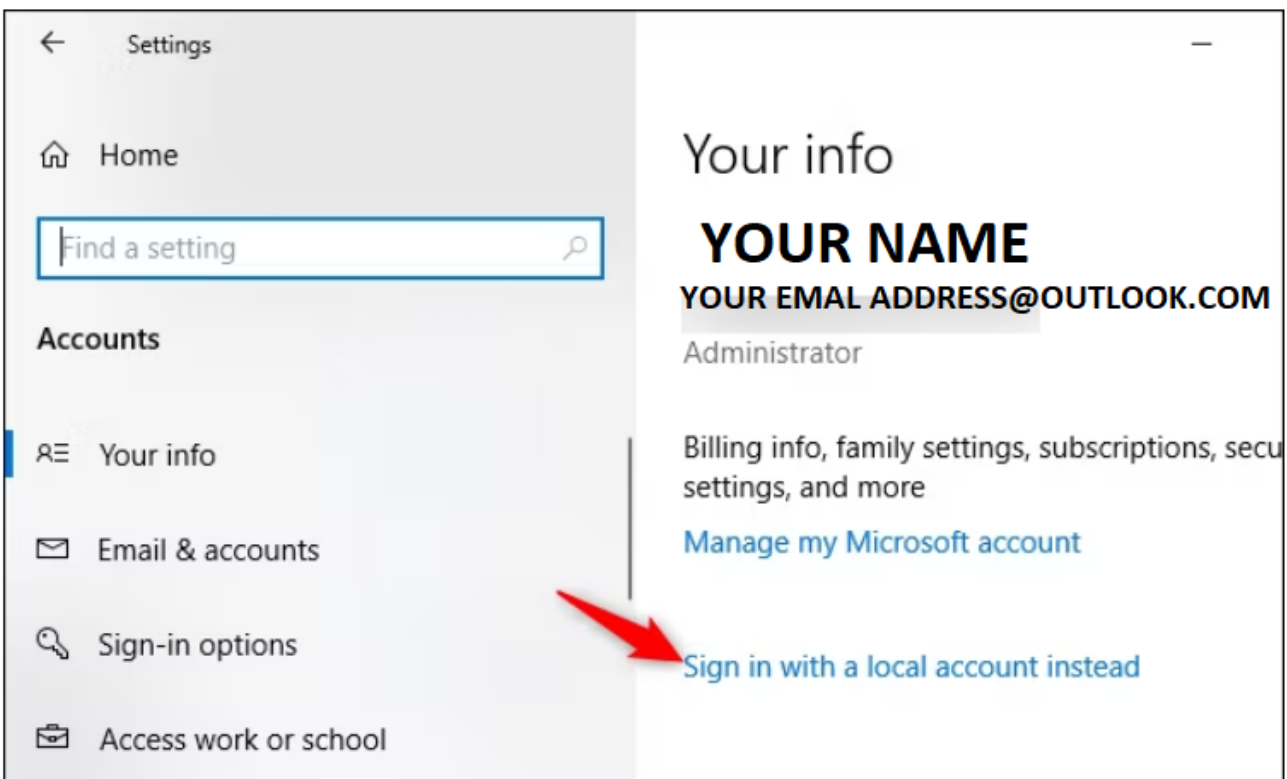 Settings
Home
Find a setting
Accounts
Your info
Email & accounts
Sign-in options
Access work or school
Your info
YOUR NAME
YOUR EMAL ADDRESS@OUTLOOK.COM
Administrator
Billing info, family settings, subscriptions, secu
settings, and more
Manage my Microsoft account
Sign in with a local account instead